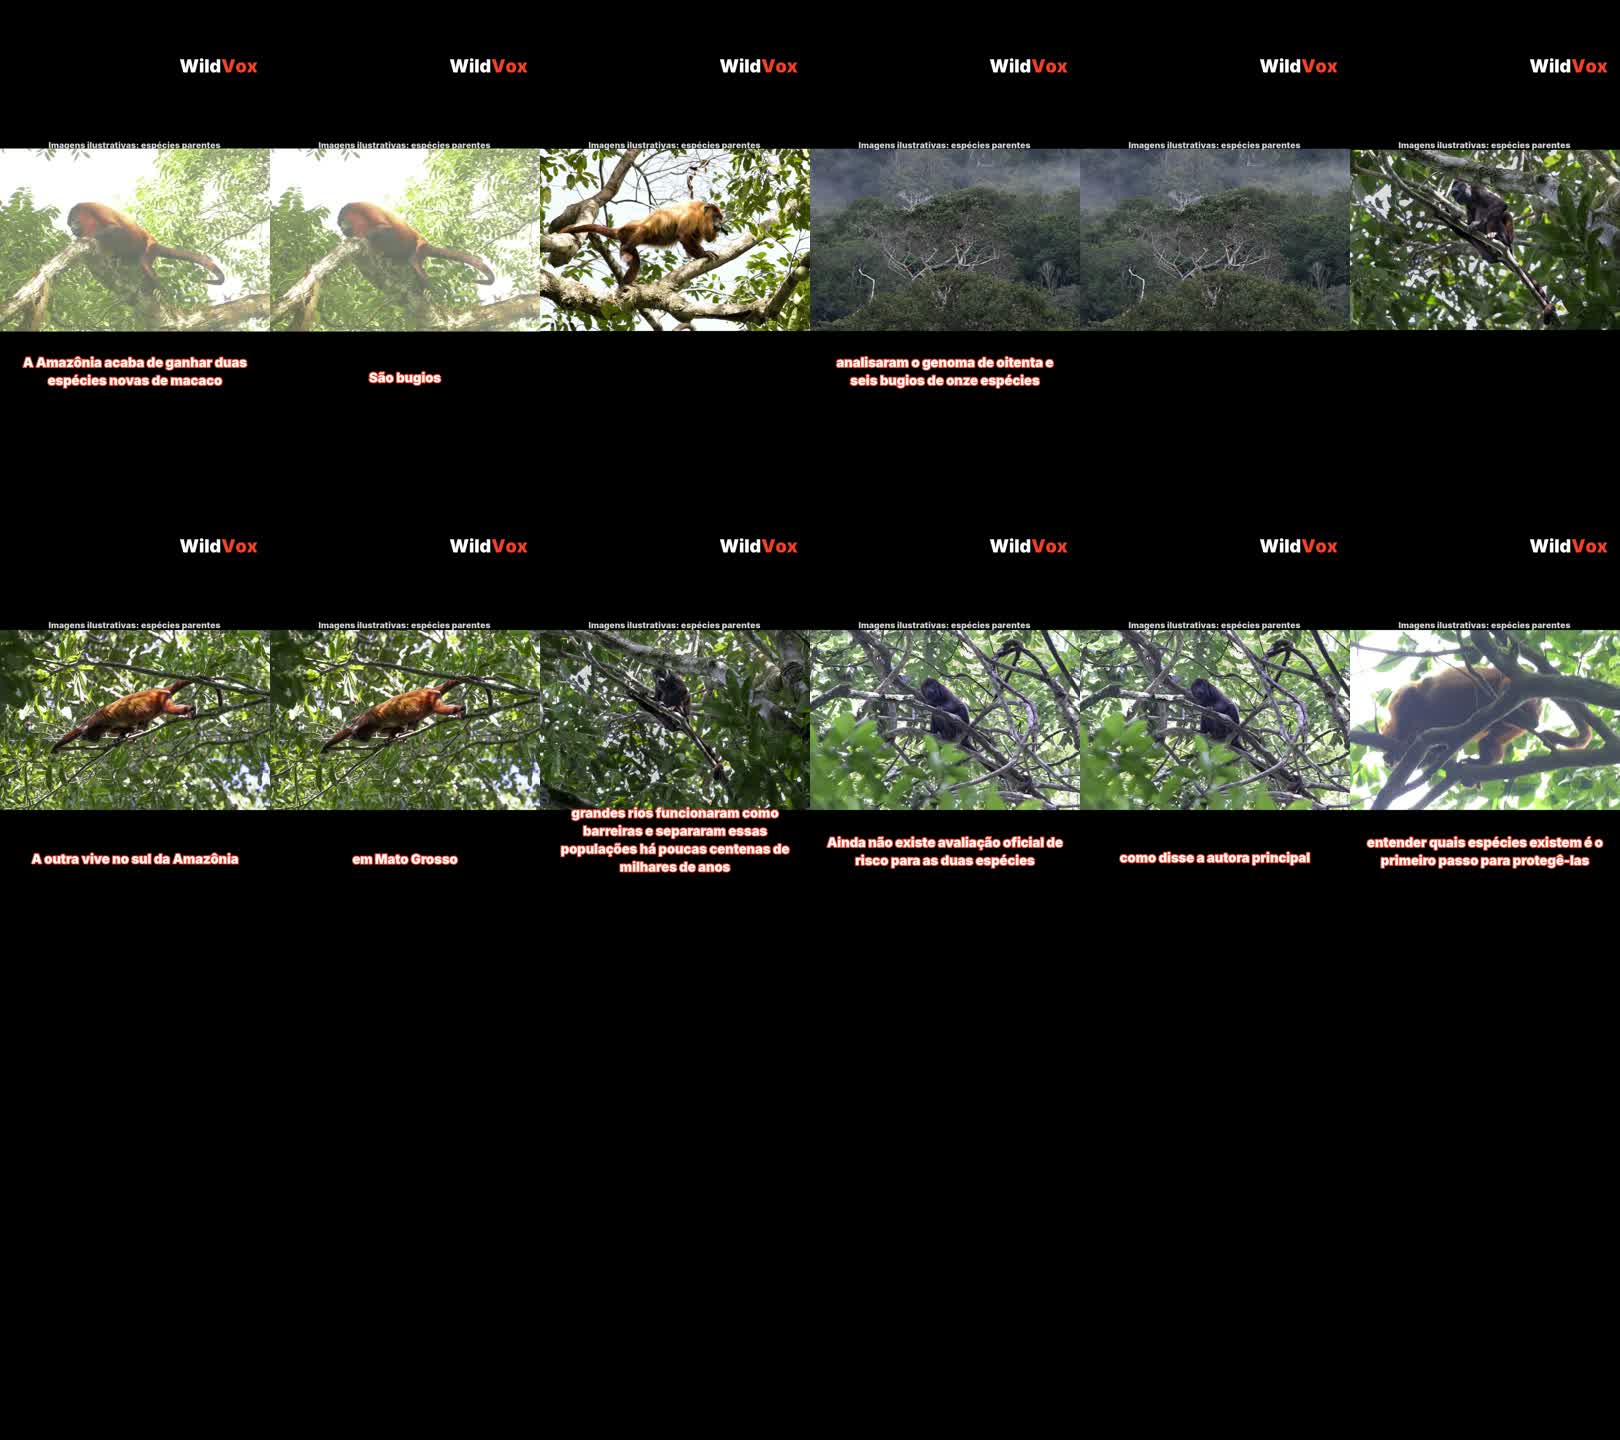 WildVox
Imagens ilustrativas: espécies parentes
A Amazônia acaba de ganhar duas
espécies novas de macaco
WildVox
Imagens ilustrativas: espécies parentes
São bugios
WildVox
Imagens ilustrativas: espécies parentes
WildVox
Imagens ilustrativas: espécies parentes
analisaram o genoma de oitenta e
seis bugios de onze espécies
WildVox
Imagens ilustrativas: espécies parentes
WildVox
Imagens ilustrativas: espécies parentes
WildVox
Imagens ilustrativas: espécies parentes
A outra vive no sul da Amazônia
WildVox
Imagens ilustrativas: espécies parentes
em Mato Grosso
WildVox
Imagens ilustrativas: espécies parentes
grandes rios funcionaram como
barreiras e separaram essas
populações há poucas centenas de
milhares de anos
WildVox
Imagens ilustrativas: espécies parentes
Ainda não existe avaliação oficial de
risco para as duas espécies
WildVox
Imagens ilustrativas: espécies parentes
como disse a autora principal
WildVox
Imagens ilustrativas: espécies parentes
entender quais espécies existem é o
primeiro passo para protegê-las